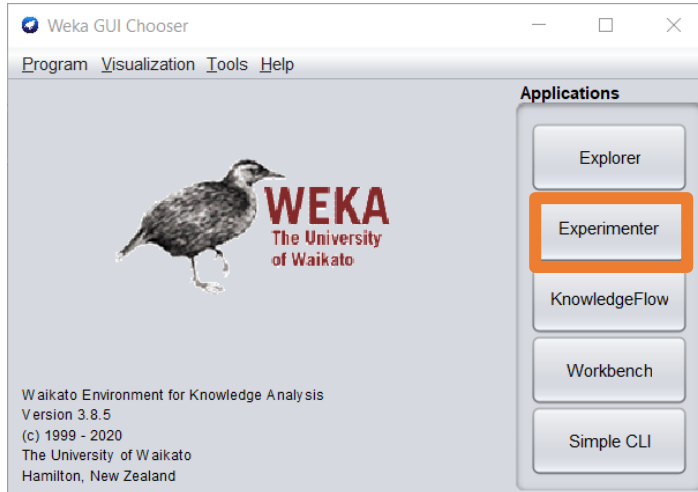 Weka GUI Chooser
Program Visualization Tools Help
Applications
Explorer
Experimenter
KnowledgeFlow
Workbench
Simple CLI
WEKA
The University
of Waikato
Waikato Environment for Knowledge Analysis
Version 3.8.5
(c) 1999 - 2020
The University of Waikato
Hamilton, New Zealand